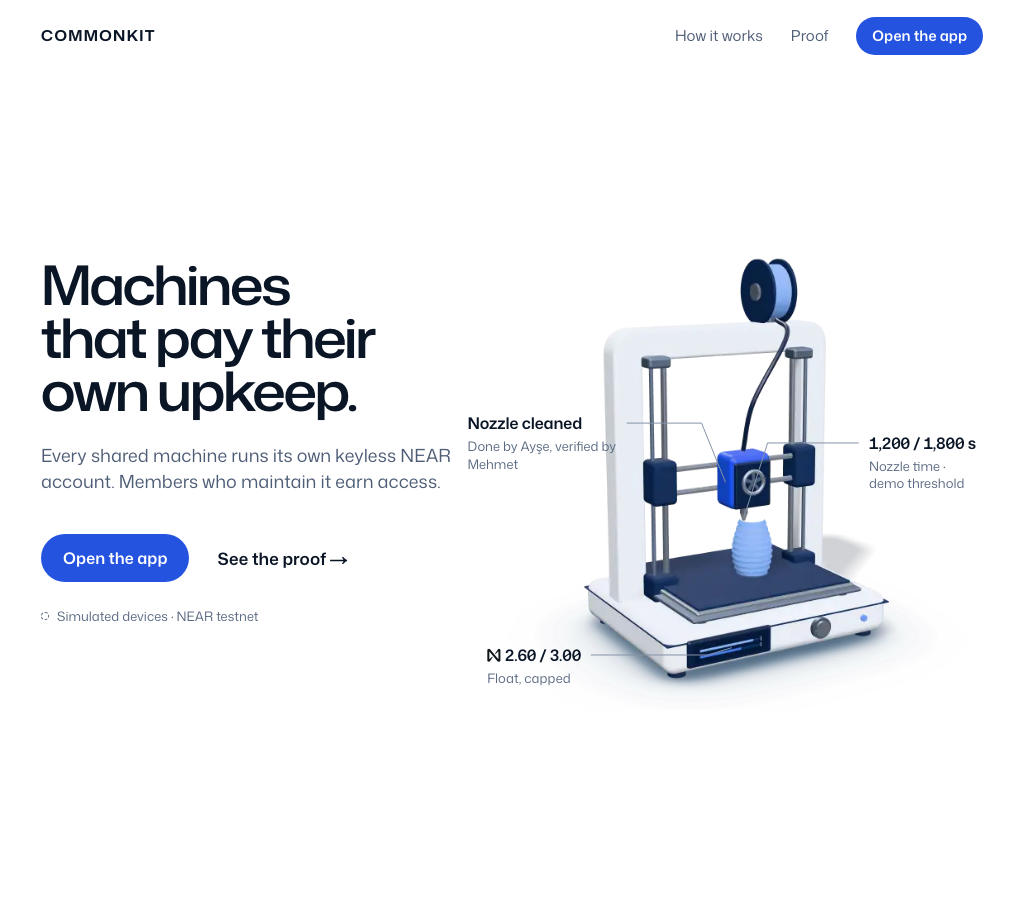 COMMONKIT
How it works
Proof
Open the app
Machines
that pay their
own upkeep.
Every shared machine runs its own keyless NEAR
account. Members who maintain it earn access.
Open the app
See the proof →
Simulated devices · NEAR testnet
Nozzle cleaned
Done by Ayşe, verified by
Mehmet
1,200 / 1,800 s
Nozzle time ·
demo threshold
2.60 / 3.00
Float, capped